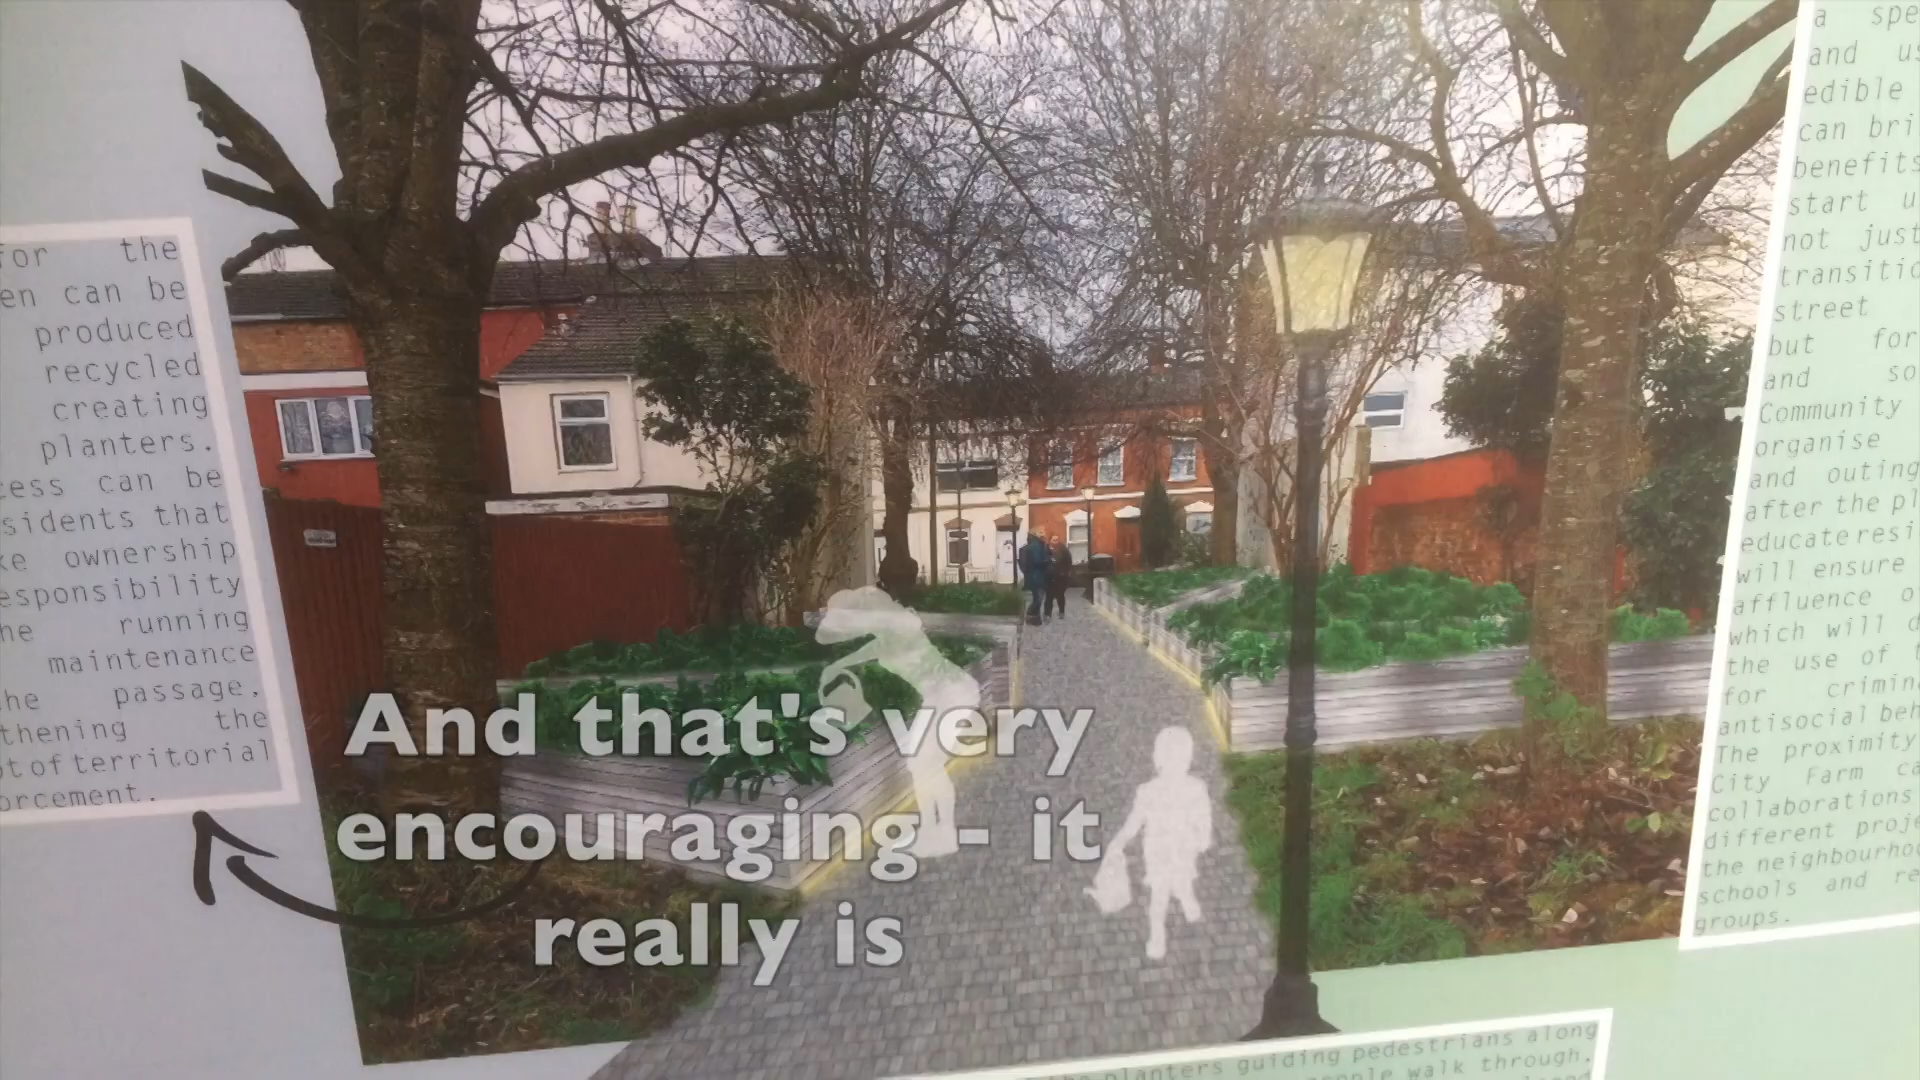 for the
en can be
produced
recycled
creating
planters.
cess can be
sidents that
ke ownership
esponsibility
he running
maintenance
he passage,
thening the
t of territorial
orcement.
And that's very
encouraging - it
really is
a spe
and us
edible
can bri
benefits
start u
not just
transitio
street
but for
and so
Community
organise
and outing
after the pl
educate resi
will ensure
affluence o
which will d
the use of t
for crimin
antisocial beh
The proximity
City Farm ca
collaborations
different proje
the neighbourhoo
schools and re
groups.
the planters guiding pedestrians along
people walk through.